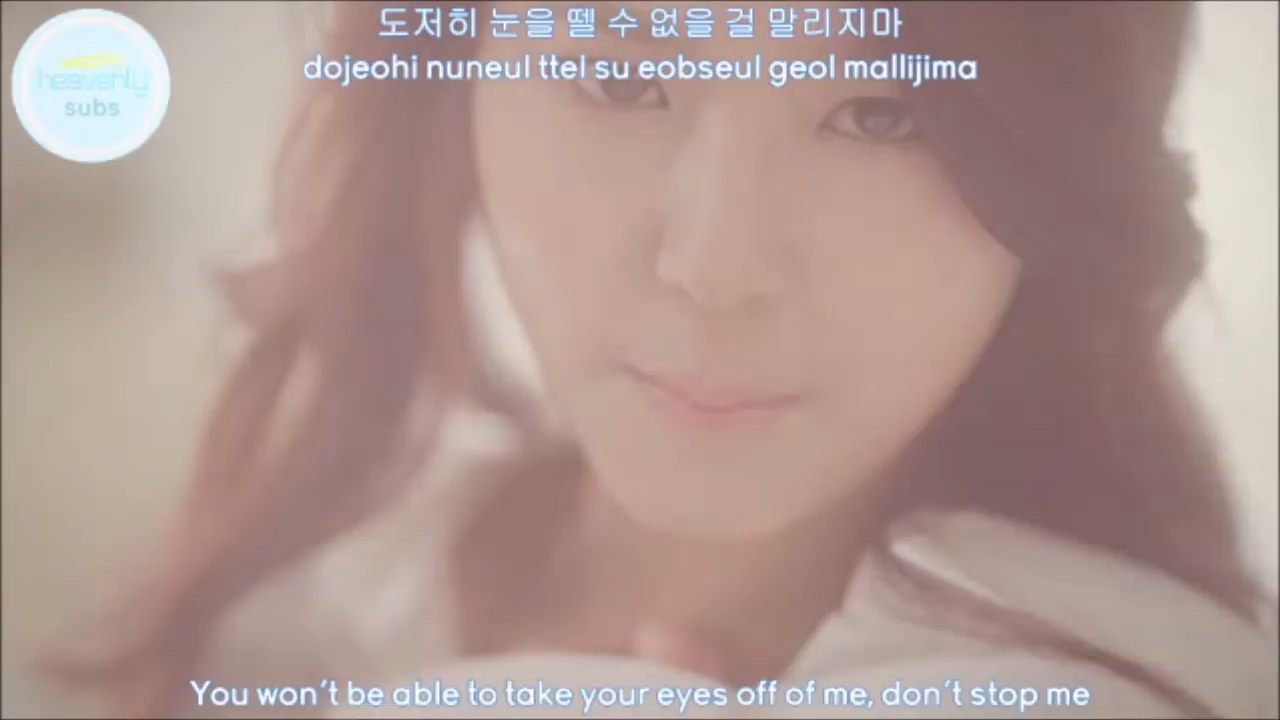 도저히 눈을 뗄 수 없을 걸 말리지마
dojeohi nuneul ttel su eobseul geol mallijima
heavenly
subs
You won't be able to take your eyes off of me, don't stop me